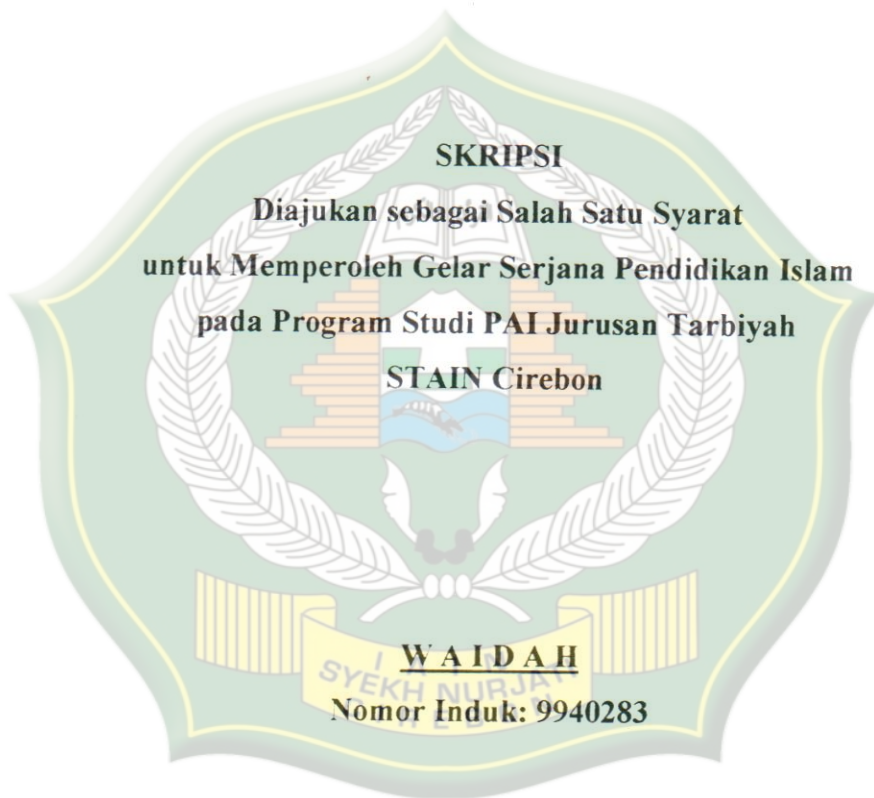 SKRIPSI
Diajukan sebagai Salah Satu Syarat
untuk Memperoleh Gelar Serjana Pendidikan Islam
pada Program Studi PAI Jurusan Tarbiyah
STAIN Cirebon
W A I D A H
Nomor Induk: 9940283
I A I N
SYEKH NURJATI
CIREBON